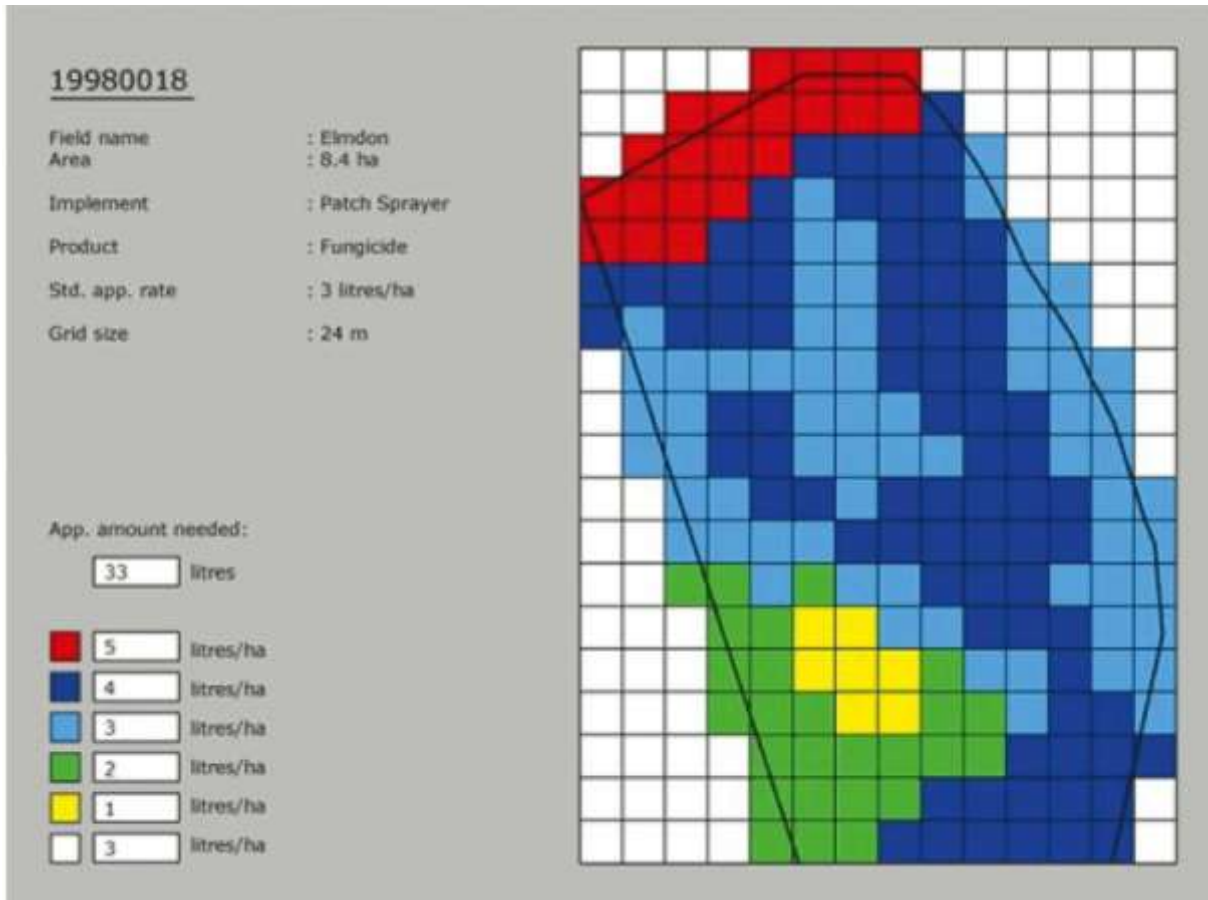 19980018
Field name : Elmdon
Area : 8.4 ha
Implement : Patch Sprayer
Product : Fungicide
Std. app. rate : 3 litres/ha
Grid size : 24 m
App. amount needed:
33 litres
5 litres/ha
4 litres/ha
3 litres/ha
2 litres/ha
1 litres/ha
3 litres/ha